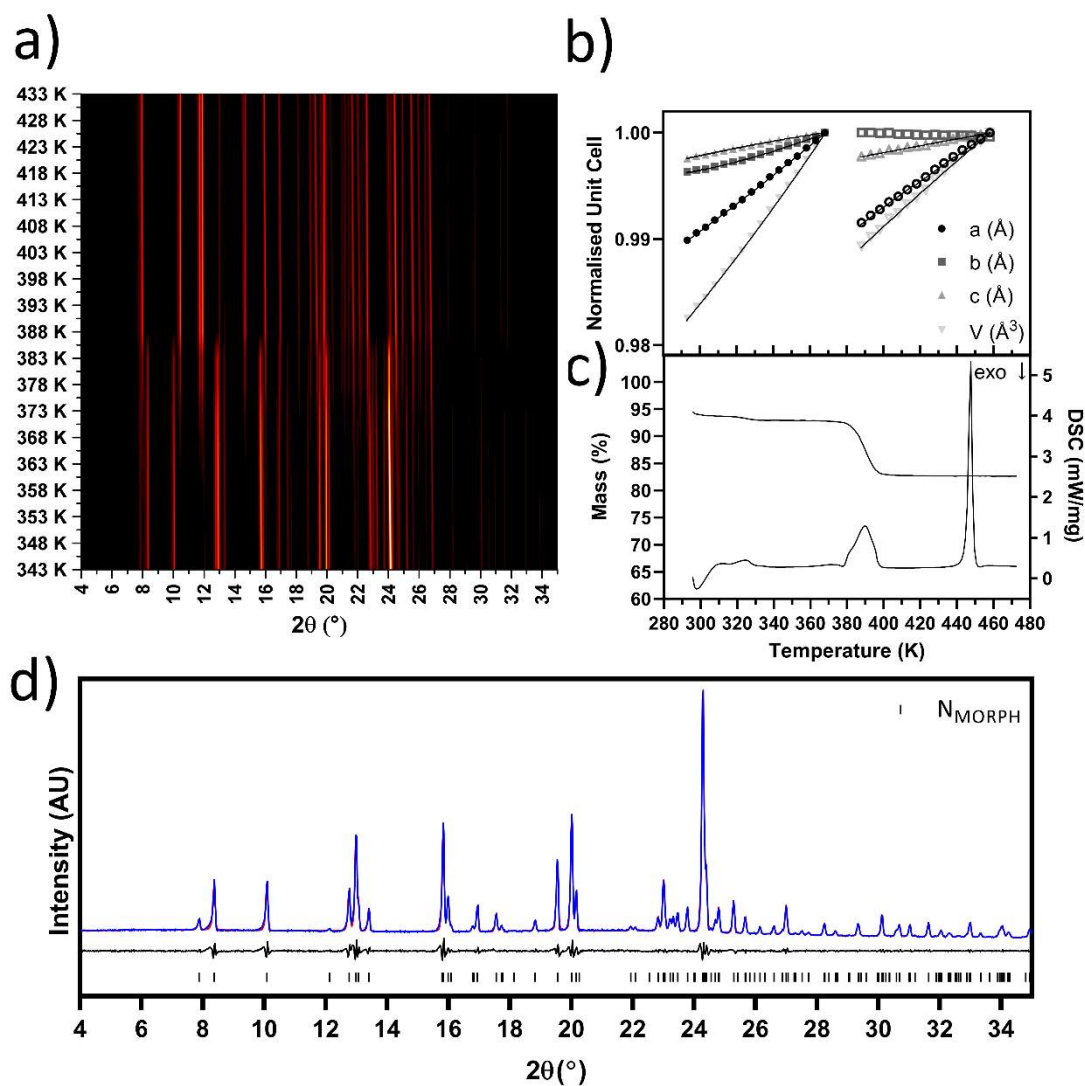 a)
433 K
428 K
423 K
418 K
413 K
408 K
403 K
398 K
393 K
388 K
383 K
378 K
373 K
368 K
363 K
358 K
353 K
348 K
343 K
4 6 8 10 12 14 16 18 20 22 24 26 28 30 32 34
2θ (°)
b)
Normalised Unit Cell
1.00
0.99
0.98
a (Å)
b (Å)
c (Å)
V (Å³)
c)
exo ↓
Mass (%)
100
95
90
85
80
75
70
65
60
5
4
3
2
1
0
DSC (mW/mg)
280 300 320 340 360 380 400 420 440 460 480
Temperature (K)
d)
N_MORPH
Intensity (AU)
4 6 8 10 12 14 16 18 20 22 24 26 28 30 32 34
2θ(°)